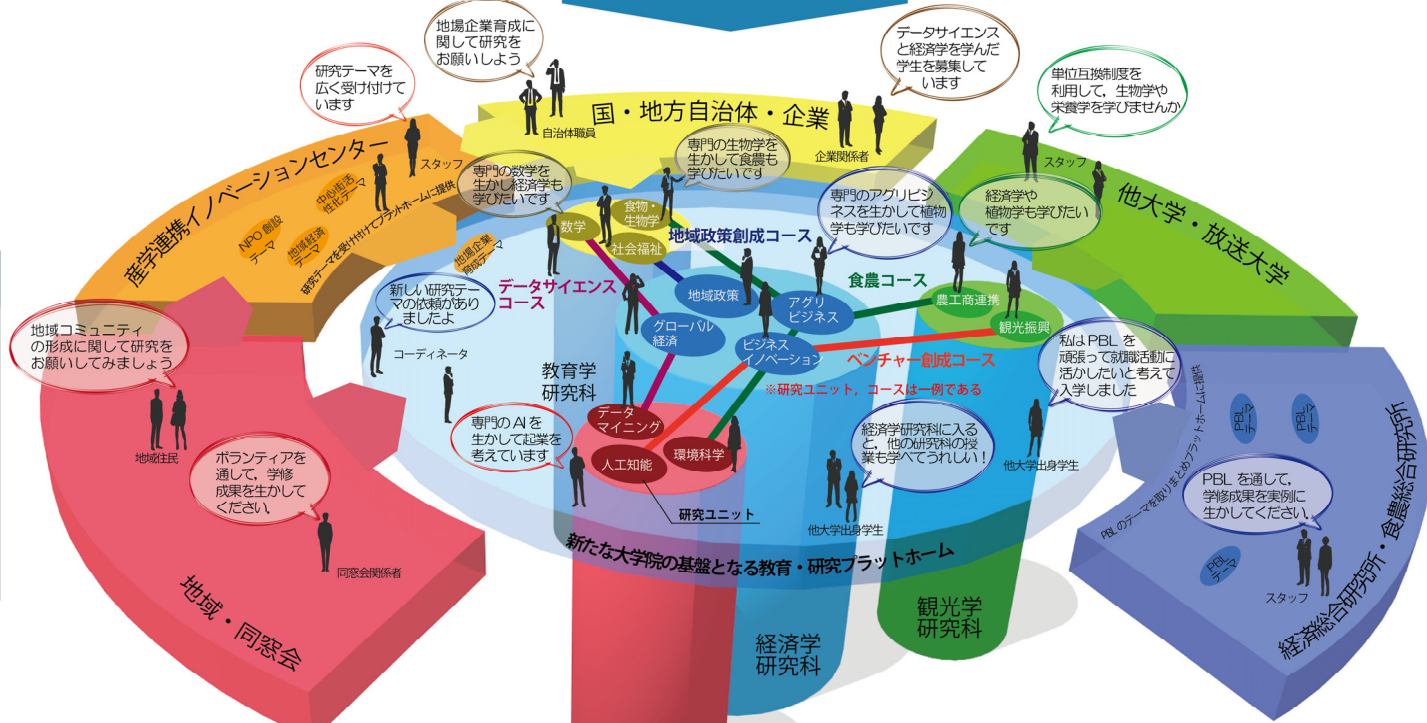 地場企業育成に
関して研究を
お願いしよう
データサイエンス
と経済学を学んだ
学生を募集して
います
研究テーマを
広く受け付けて
います
単位互換制度を
利用して，生物学や
栄養学を学びませんか
自治体職員
国・地方自治体・企業
企業関係者
スタッフ
スタッフ
産学連携イノベーションセンター
中心街活
性化テーマ
NPO 創設
テーマ
地域経済
テーマ
地場企業
育成テーマ
研究テーマを受け付けてプラットホームに提供
専門の数学を
生かし経済学も
学びたいです
専門の生物学を
生かして食農も
学びたいです
専門のアグリビジ
ネスを生かして植物
学も学びたいです
経済学や
植物学も学びたい
です
他大学・放送大学
数学
食物・
生物学
社会福祉
地域政策創成コース
データサイエンス
コース
食農コース
地域政策
アグリ
ビジネス
グローバル
経済
ビジネス
イノベーション
農工商連携
観光振興
ベンチャー創成コース
※研究ユニット，コースは一例である
新しい研究テー
マの依頼があり
ましたよ
コーディネータ
地域コミュニティ
の形成に関して研究を
お願いしてみましょう
地域住民
教育学
研究科
データ
マイニング
人工知能
環境科学
研究ユニット
専門の AI を
生かして起業を
考えています
経済学研究科に入る
と，他の研究科の授
業も学べてうれしい！
他大学出身学生
私は PBL を
頑張って就職活動に
活かしたいと考えて
入学しました
他大学出身学生
ボランティアを
通して，学修
成果を生かして
ください．
同窓会関係者
地域・同窓会
新たな大学院の基盤となる教育・研究プラットホーム
経済学
研究科
観光学
研究科
PBL
テーマ
PBL
テーマ
PBL
テーマ
PBL のテーマを取りまとめプラットホームに提供
PBL を通して，
学修成果を実例に
生かしてください．
スタッフ
経済総合研究所・食農総合研究所